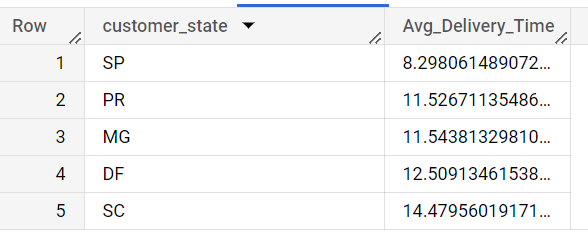 Row customer_state Avg_Delivery_Time
1 SP 8.298061489072...
2 PR 11.52671135486...
3 MG 11.54381329810...
4 DF 12.50913461538...
5 SC 14.47956019171...